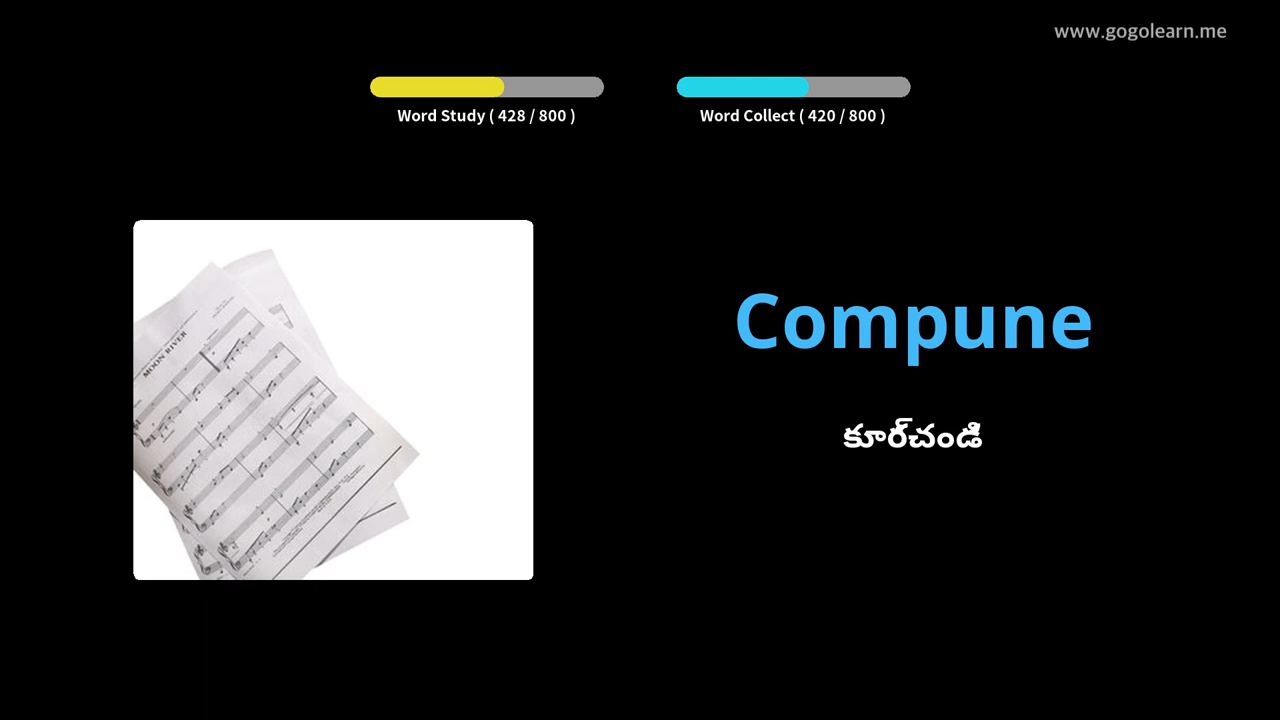 www.gogolearn.me
Word Study ( 428 / 800 )
Word Collect ( 420 / 800 )
MOON RIVER
Compune
కూర్‌చండి